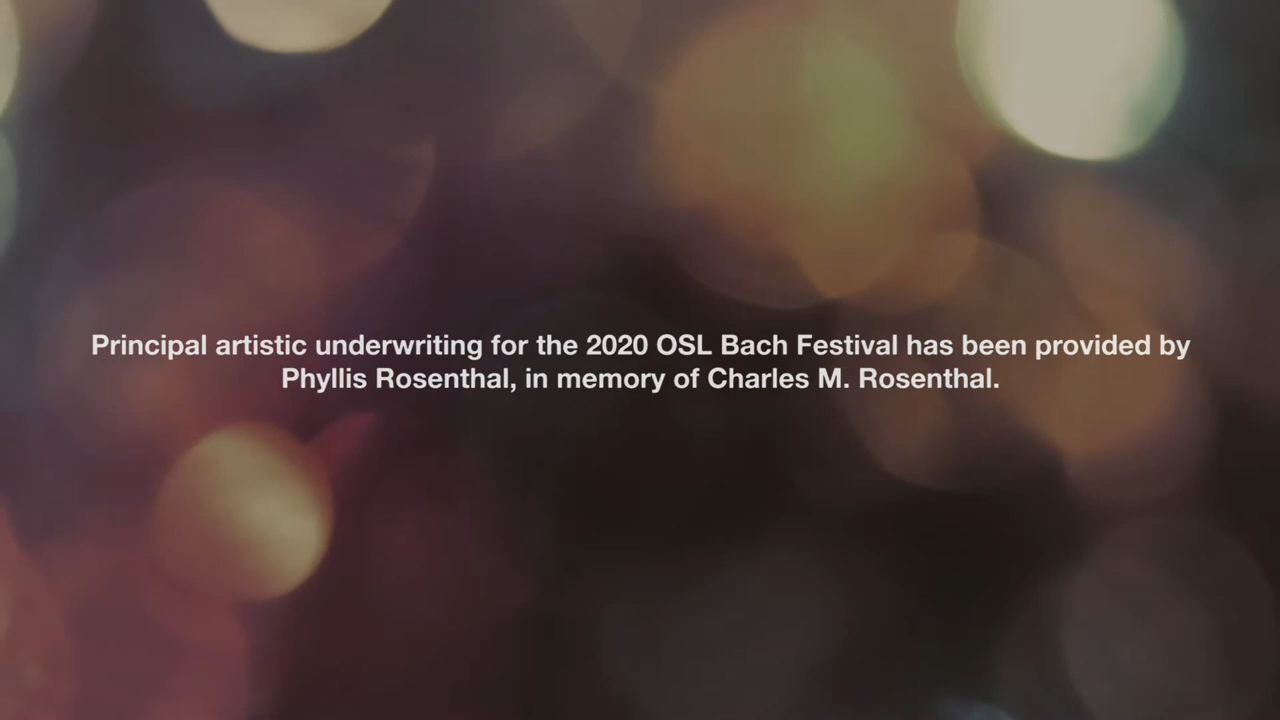 Principal artistic underwriting for the 2020 OSL Bach Festival has been provided by
Phyllis Rosenthal, in memory of Charles M. Rosenthal.